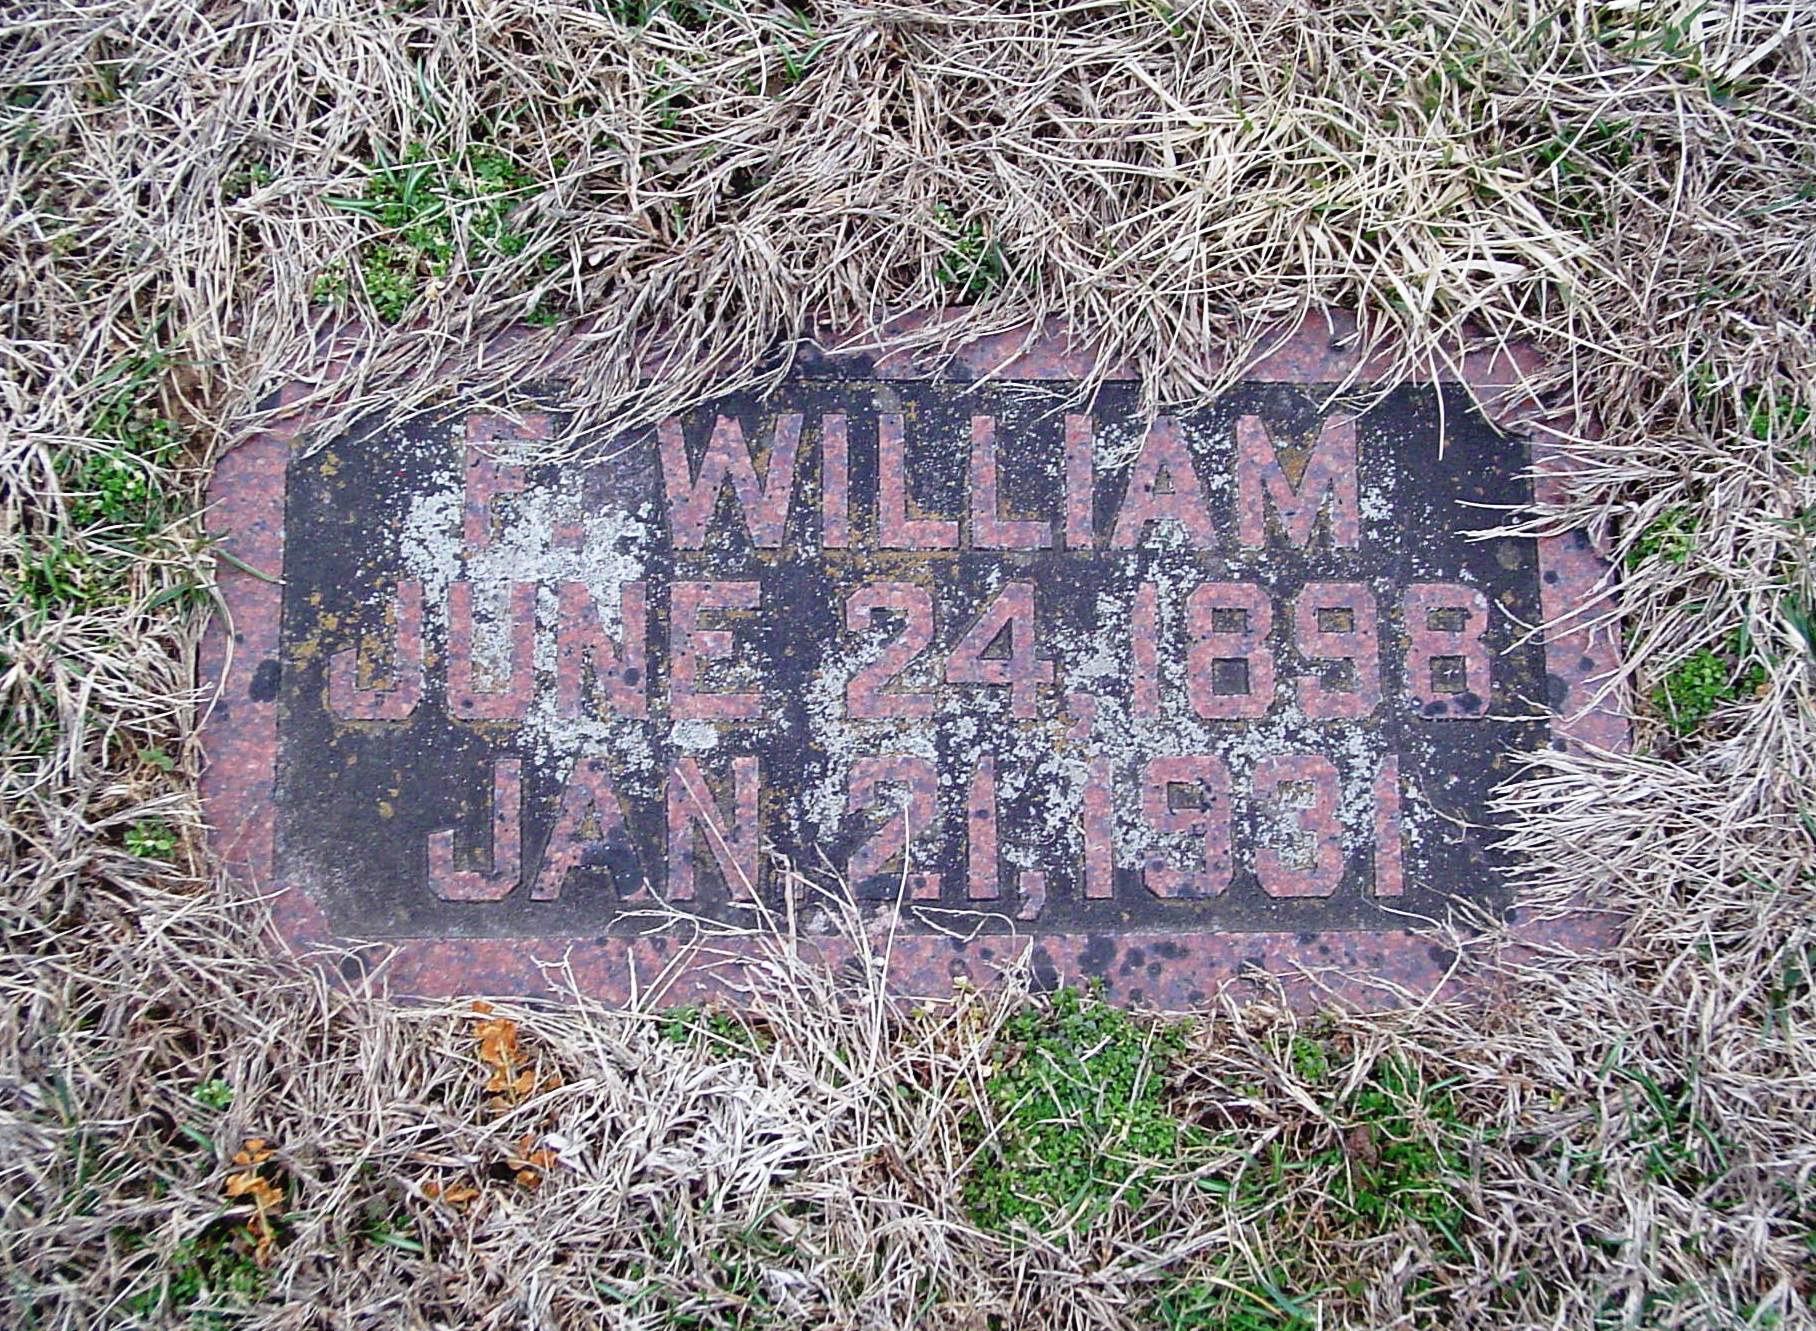 F. WILLIAM
JUNE 24, 1898
JAN. 21, 1931